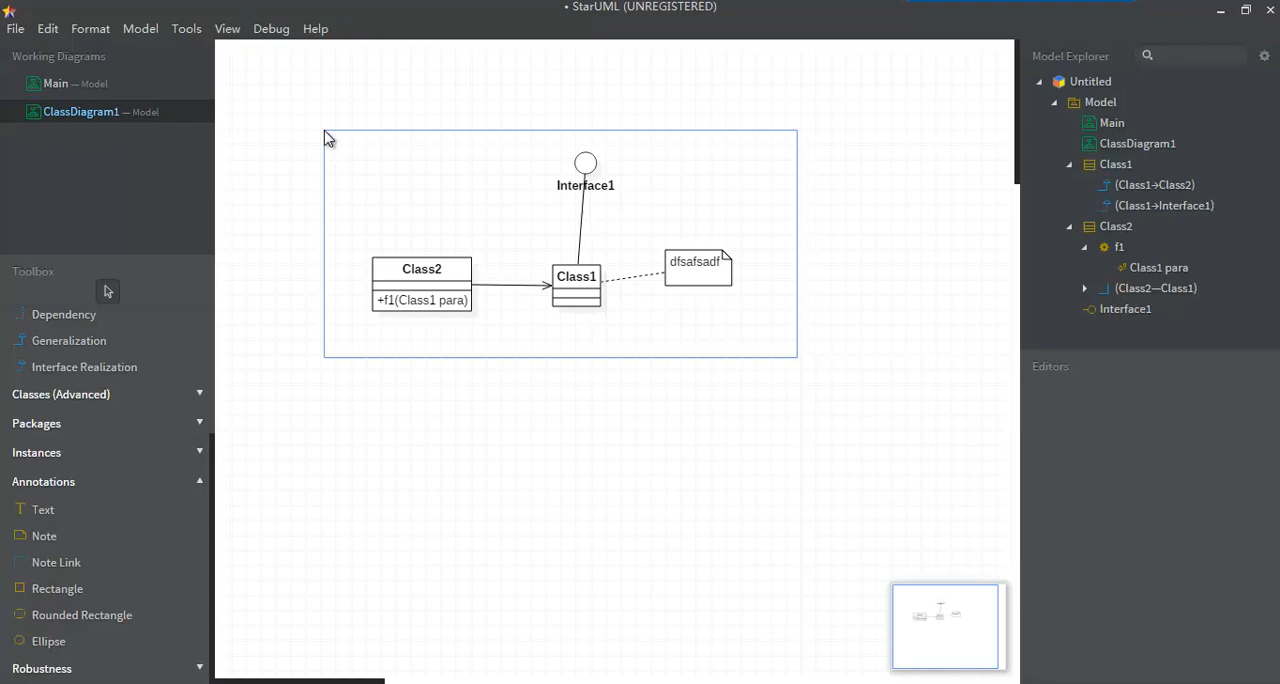 • StarUML (UNREGISTERED)
File Edit Format Model Tools View Debug Help
Working Diagrams
Main — Model
ClassDiagram1 — Model
Toolbox
Dependency
Generalization
Interface Realization
Classes (Advanced)
Packages
Instances
Annotations
Text
Note
Note Link
Rectangle
Rounded Rectangle
Ellipse
Robustness
Interface1
Class2
+f1(Class1 para)
Class1
dfsafsadf
Model Explorer
Untitled
Model
Main
ClassDiagram1
Class1
(Class1→Class2)
(Class1→Interface1)
Class2
f1
Class1 para
(Class2—Class1)
Interface1
Editors